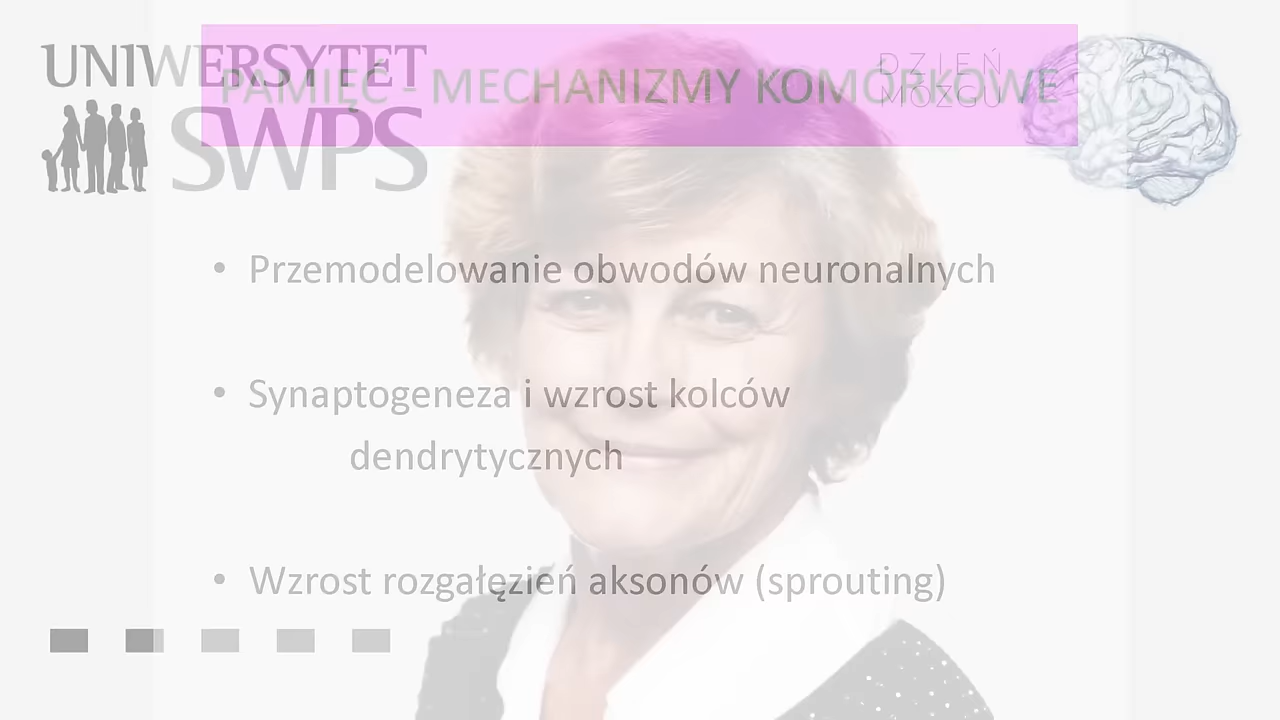 UNIWERSYTET
SWPS
PAMIĘĆ - MECHANIZMY KOMÓRKOWE
DZIEŃ
MÓZGU
• Przemodelowanie obwodów neuronalnych
• Synaptogeneza i wzrost kolców
dendrytycznych
• Wzrost rozgałęzień aksonów (sprouting)